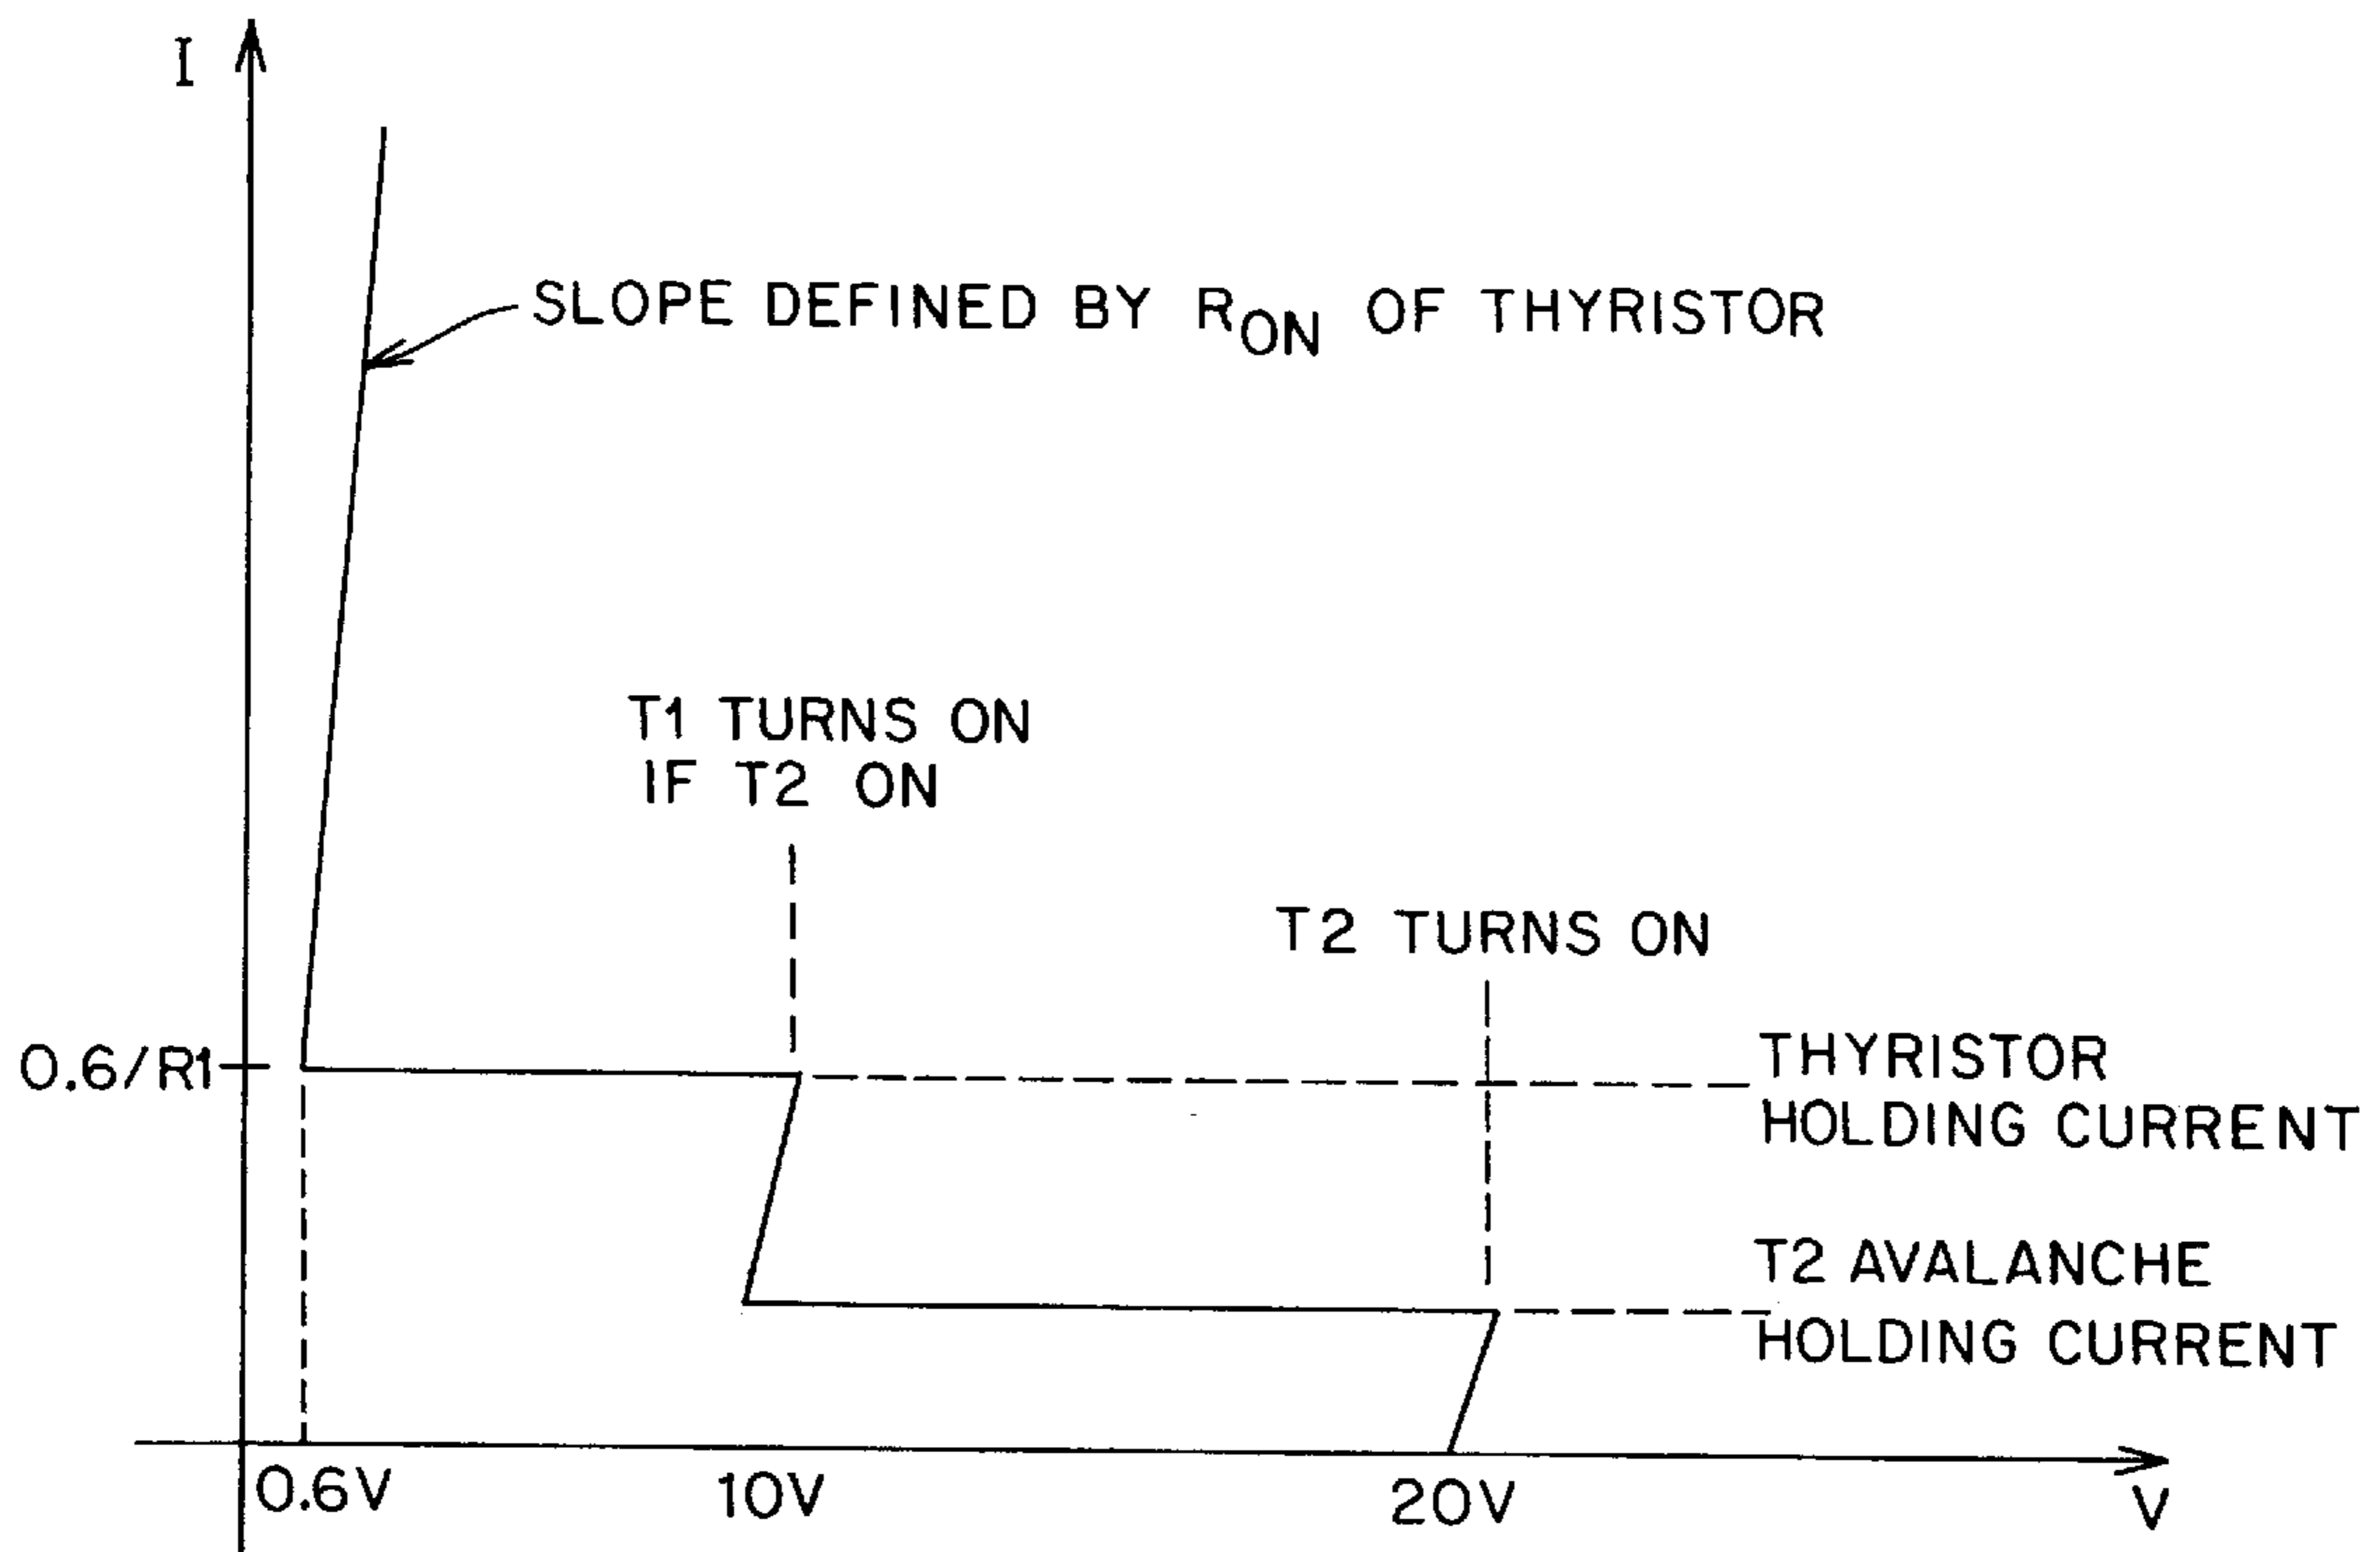 I
SLOPE DEFINED BY RON OF THYRISTOR
T1 TURNS ON
IF T2 ON
T2 TURNS ON
0.6/R1
THYRISTOR
HOLDING CURRENT
T2 AVALANCHE
HOLDING CURRENT
0.6V
10V
20V
V